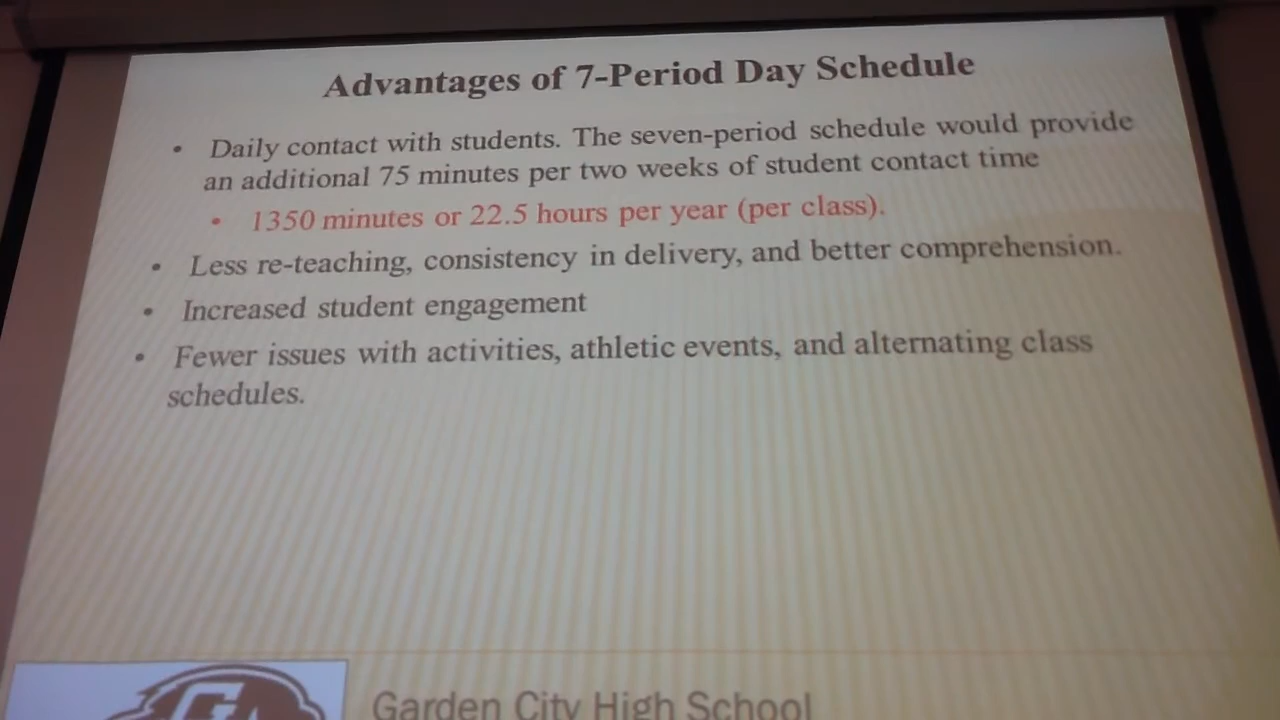 Advantages of 7-Period Day Schedule
• Daily contact with students. The seven-period schedule would provide
an additional 75 minutes per two weeks of student contact time
• 1350 minutes or 22.5 hours per year (per class).
• Less re-teaching, consistency in delivery, and better comprehension.
• Increased student engagement
• Fewer issues with activities, athletic events, and alternating class
schedules.
Garden City High School